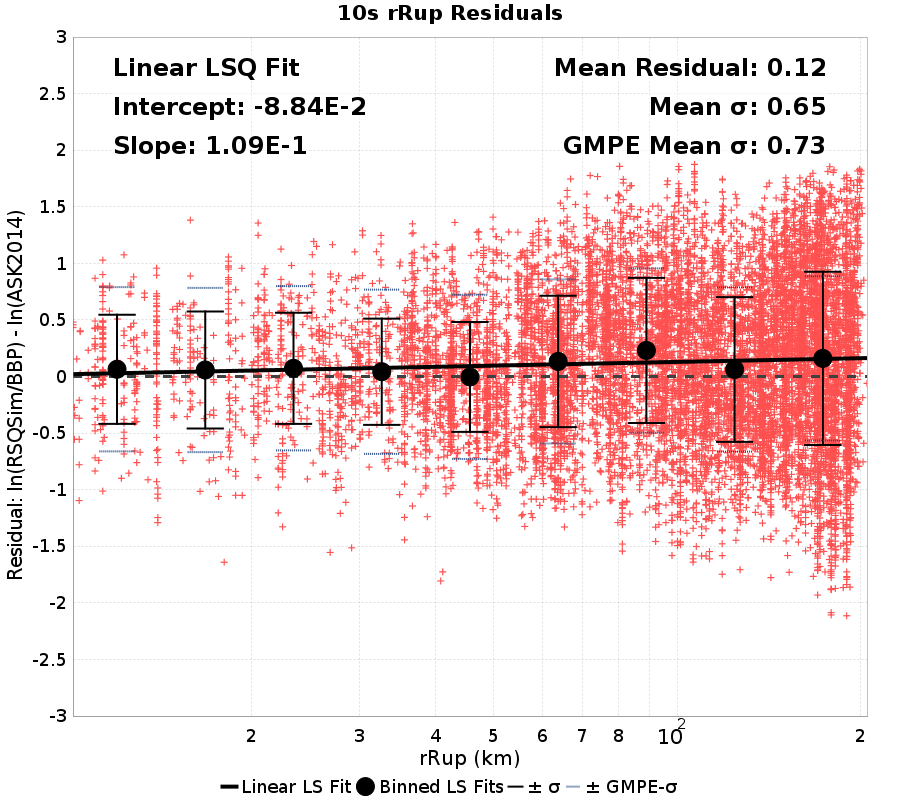 10s rRup Residuals
Linear LSQ Fit
Intercept: -8.84E-2
Slope: 1.09E-1
Mean Residual: 0.12
Mean σ: 0.65
GMPE Mean σ: 0.73
Residual: ln(RSQSim/BBP) - ln(ASK2014)
3
2.5
2
1.5
1
0.5
0
-0.5
-1
-1.5
-2
-2.5
-3
2 3 4 5 6 7 8 10² 2
rRup (km)
Linear LS Fit Binned LS Fits ± σ ± GMPE-σ